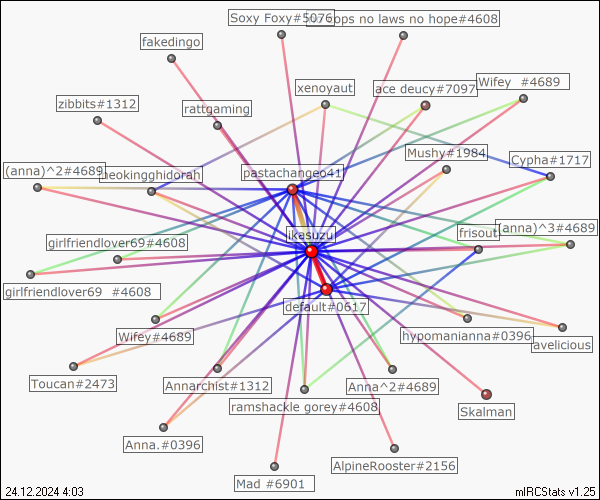 Soxy Foxy#5076
cops no laws no hope#4608
fakedingo
xenoyaut
ace deucy#7097
Wifey #4689
zibbits#1312
rattgaming
Mushy#1984
Cypha#1717
(anna)^2#4689
neokingghidorah
pastachangeo41
ikasuzu
frisout
(anna)^3#4689
girlfriendlover69#4608
girlfriendlover69 #4608
default#0617
Wifey#4689
hypomanianna#0396
avelicious
Toucan#2473
Annarchist#1312
Anna^2#4689
ramshackle gorey#4608
Skalman
Anna.#0396
Mad #6901
AlpineRooster#2156
24.12.2024 4:03
mIRCStats v1.25